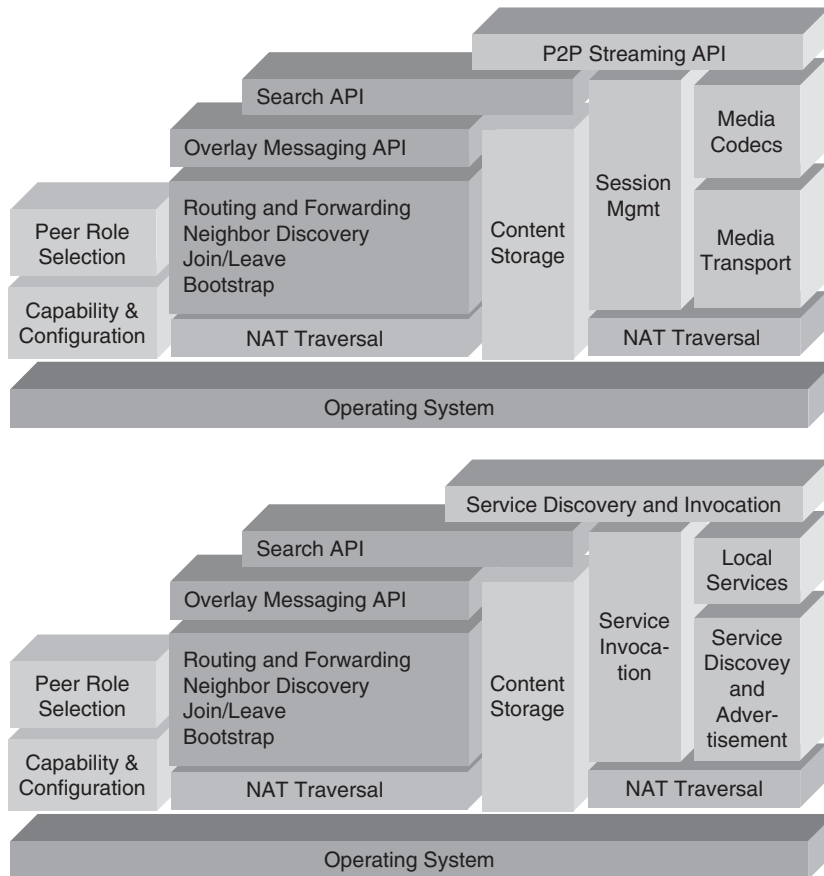 P2P Streaming API
Search API
Overlay Messaging API
Media
Codecs
Session
Mgmt
Media
Transport
NAT Traversal
Content
Storage
Routing and Forwarding
Neighbor Discovery
Join/Leave
Bootstrap
NAT Traversal
Peer Role
Selection
Capability &
Configuration
Operating System
Service Discovery and Invocation
Search API
Overlay Messaging API
Local
Services
Service
Invoca-
tion
Service
Discovey
and
Adver-
tisement
NAT Traversal
Content
Storage
Routing and Forwarding
Neighbor Discovery
Join/Leave
Bootstrap
NAT Traversal
Peer Role
Selection
Capability &
Configuration
Operating System